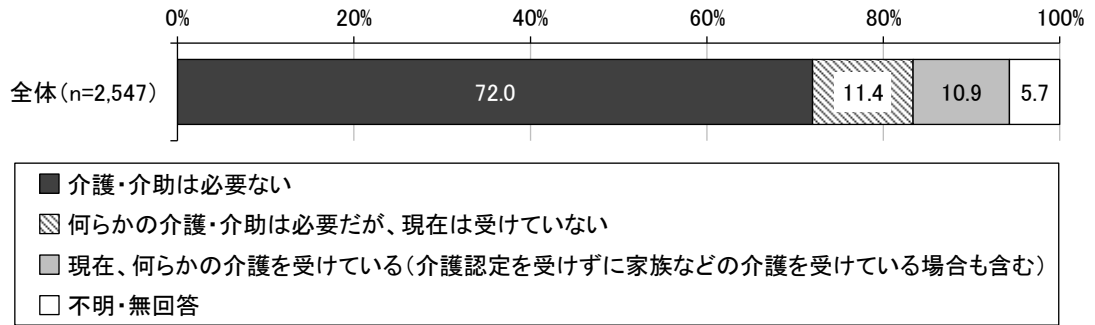 0% 20% 40% 60% 80% 100%
全体(n=2,547) 72.0 11.4 10.9 5.7
介護・介助は必要ない
何らかの介護・介助は必要だが、現在は受けていない
現在、何らかの介護を受けている(介護認定を受けずに家族などの介護を受けている場合も含む)
不明・無回答